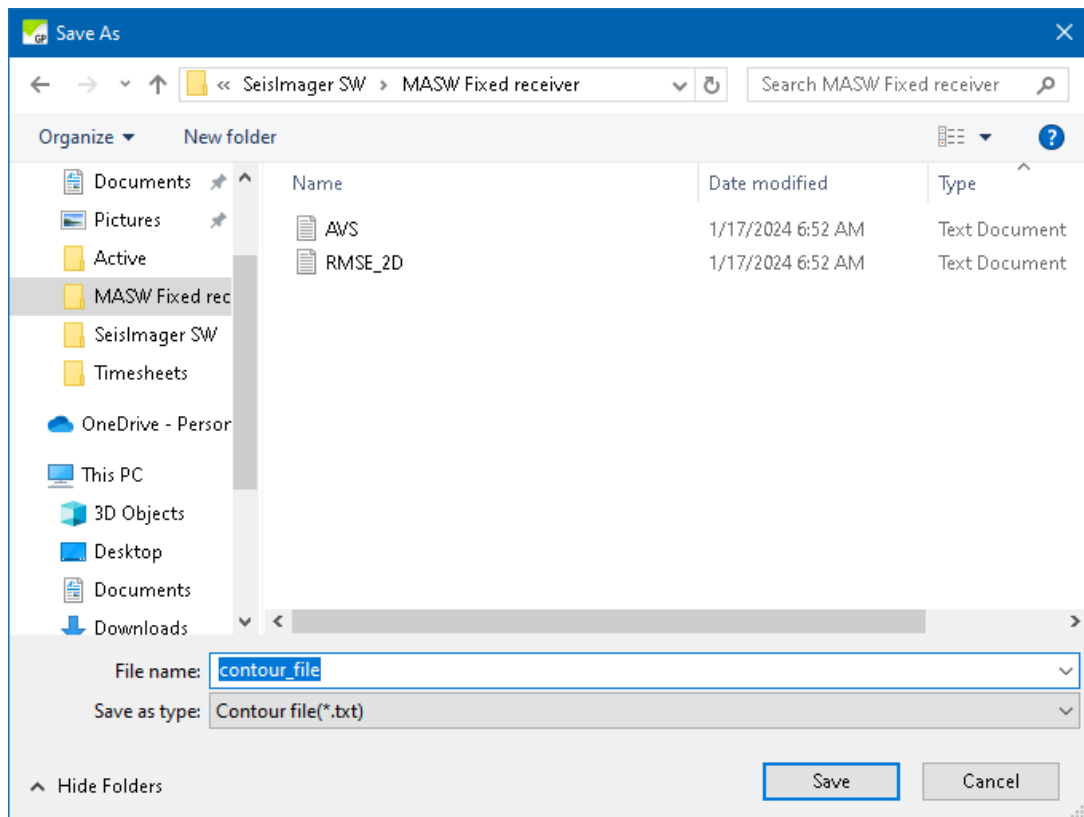 GP Save As
« SeisImager SW > MASW Fixed receiver Search MASW Fixed receiver
Organize New folder ?
Name Date modified Type
AVS 1/17/2024 6:52 AM Text Document
RMSE_2D 1/17/2024 6:52 AM Text Document
Documents
Pictures
Active
MASW Fixed rec
SeisImager SW
Timesheets
OneDrive - Person
This PC
3D Objects
Desktop
Documents
Downloads
File name: contour_file
Save as type: Contour file(*.txt)
Hide Folders Save Cancel